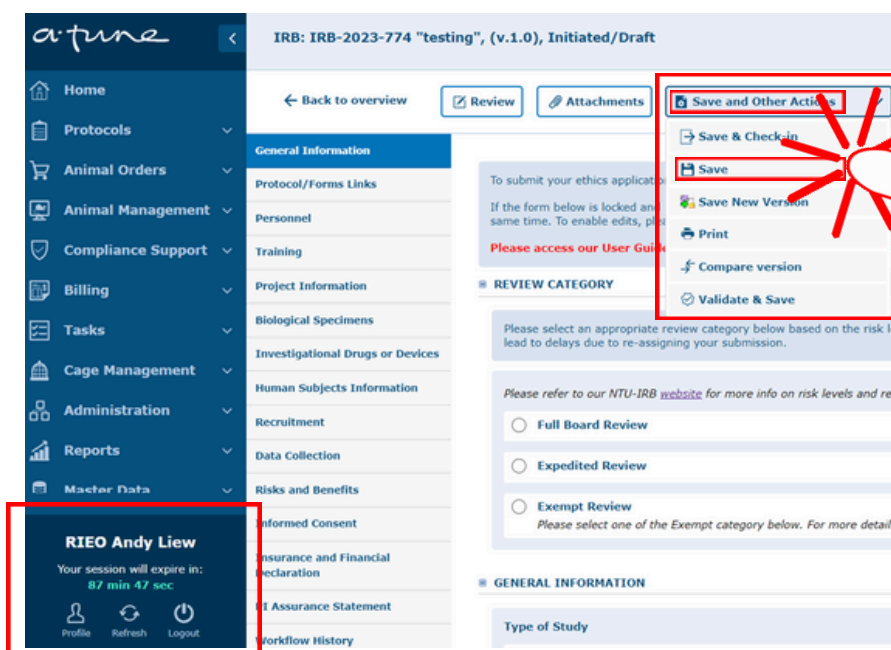 a·tune
IRB: IRB-2023-774 "testing", (v.1.0), Initiated/Draft
Home
Protocols
Animal Orders
Animal Management
Compliance Support
Billing
Tasks
Cage Management
Administration
Reports
Master Data
RIEO Andy Liew
Your session will expire in:
87 min 47 sec
Profile Refresh Logout
Back to overview
Review
Attachments
Save and Other Actions
Save & Check-in
Save
Save New Version
Print
Compare version
Validate & Save
General Information
Protocol/Forms Links
Personnel
Training
Project Information
Biological Specimens
Investigational Drugs or Devices
Human Subjects Information
Recruitment
Data Collection
Risks and Benefits
Informed Consent
Insurance and Financial
Declaration
PI Assurance Statement
Workflow History
To submit your ethics
If the form below is locked and
same time. To enable edits,
Please access our User
REVIEW CATEGORY
Please select an appropriate review category below based on the risk
lead to delays due to re-assigning your submission.
Please refer to our NTU-IRB website for more info on risk levels and
Full Board Review
Expedited Review
Exempt Review
Please select one of the Exempt category below. For more
GENERAL INFORMATION
Type of Study